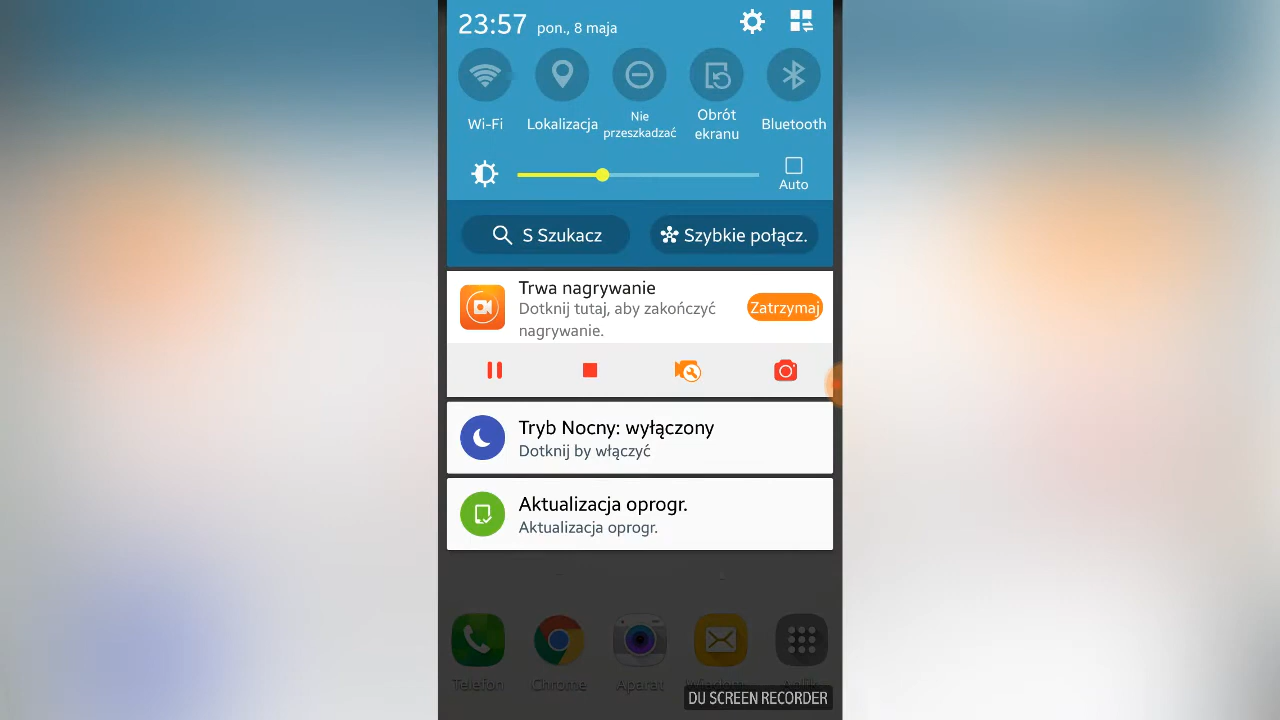 23:57 pon., 8 maja
Wi-Fi
Lokalizacja
Nie
przeszkadzać
Obrót
ekranu
Bluetooth
Auto
S Szukacz
Szybkie połącz.
Trwa nagrywanie
Dotknij tutaj, aby zakończyć
nagrywanie.
Zatrzymaj
Tryb Nocny: wyłączony
Dotknij by włączyć
Aktualizacja oprogr.
Aktualizacja oprogr.
Telefon
Chrome
Aparat
DU SCREEN RECORDER